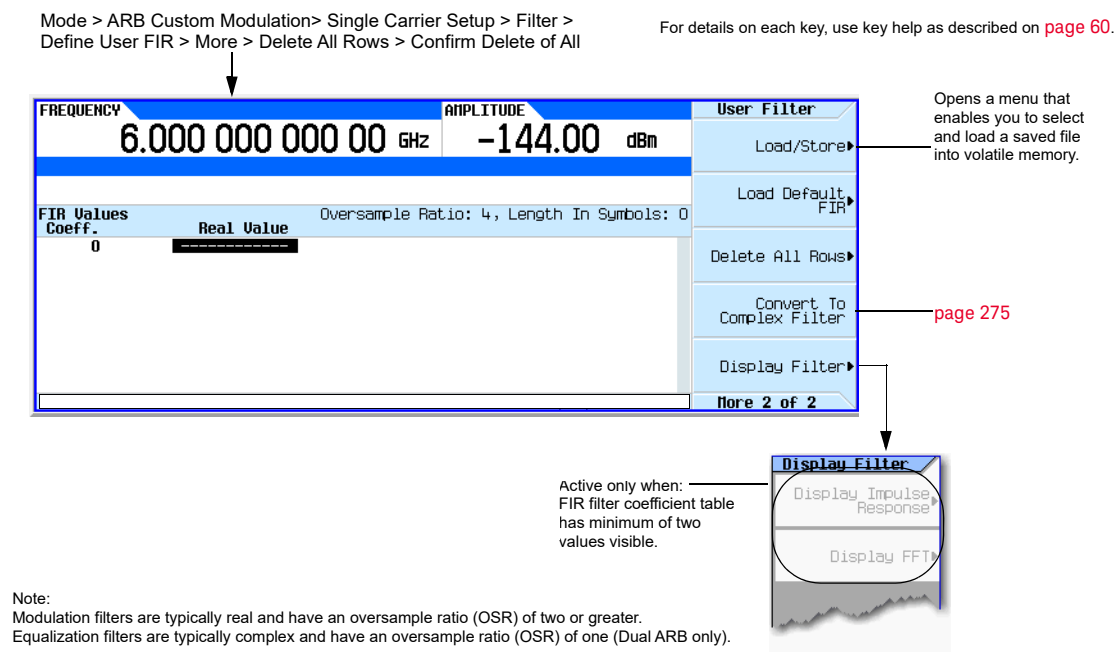 Mode > ARB Custom Modulation> Single Carrier Setup > Filter >
Define User FIR > More > Delete All Rows > Confirm Delete of All
For details on each key, use key help as described on page 60.
FREQUENCY
6.000 000 000 00 GHz
AMPLITUDE
-144.00 dBm
FIR Values
Oversample Ratio: 4, Length In Symbols: 0
Coeff.
Real Value
0
------------
User Filter
Load/Store
Load Default
FIR
Delete All Rows
Convert To
Complex Filter
Display Filter
More 2 of 2
Opens a menu that
enables you to select
and load a saved file
into volatile memory.
page 275
Active only when:
FIR filter coefficient table
has minimum of two
values visible.
Display Filter
Display Impulse
Response
Display FFT
Note:
Modulation filters are typically real and have an oversample ratio (OSR) of two or greater.
Equalization filters are typically complex and have an oversample ratio (OSR) of one (Dual ARB only).